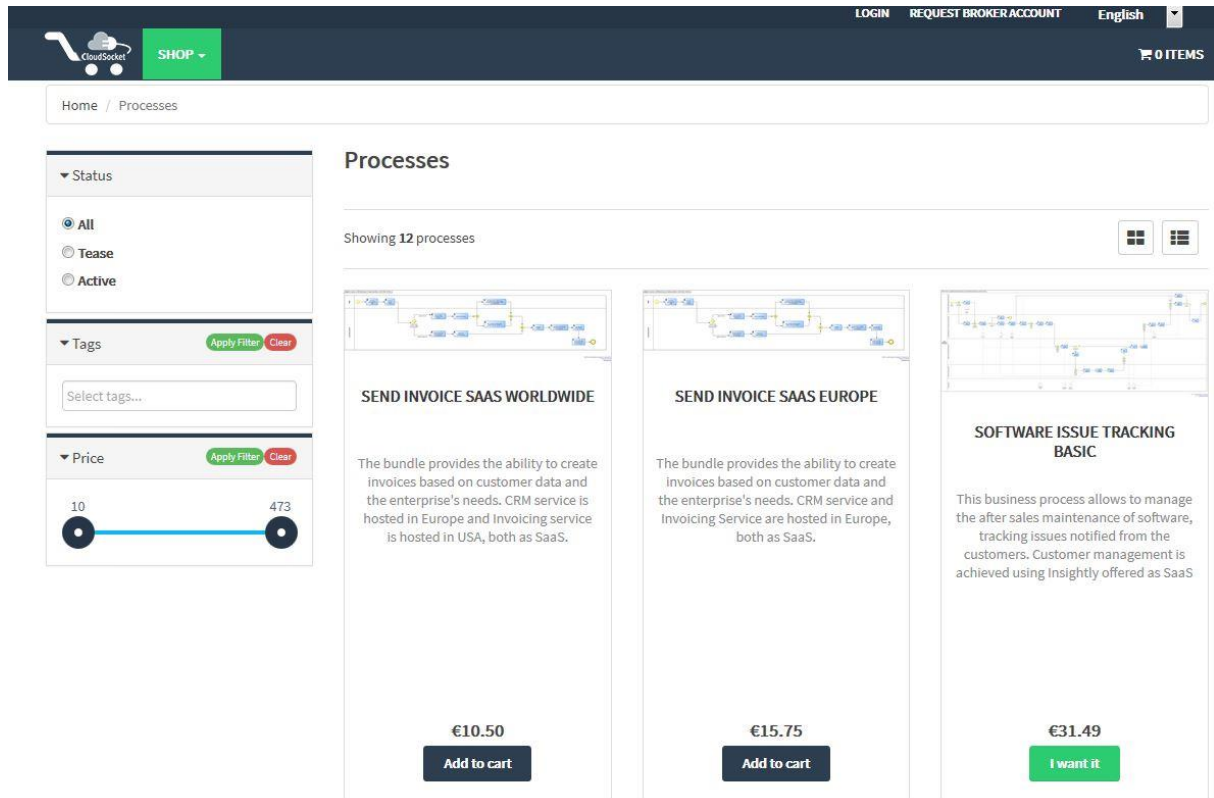 LOGIN REQUEST BROKER ACCOUNT English
CloudSocket
SHOP
0 ITEMS
Home / Processes
Status
All
Tease
Active
Tags Apply Filter Clear
Select tags...
Price Apply Filter Clear
10 473
Processes
Showing 12 processes
SEND INVOICE SAAS WORLDWIDE
The bundle provides the ability to create
invoices based on customer data and
the enterprise's needs. CRM service is
hosted in Europe and Invoicing service
is hosted in USA, both as SaaS.
€10.50
Add to cart
SEND INVOICE SAAS EUROPE
The bundle provides the ability to create
invoices based on customer data and
the enterprise's needs. CRM service and
Invoicing Service are hosted in Europe,
both as SaaS.
€15.75
Add to cart
SOFTWARE ISSUE TRACKING
BASIC
This business process allows to manage
the after sales maintenance of software,
tracking issues notified from the
customers. Customer management is
achieved using Insightly offered as SaaS
€31.49
I want it